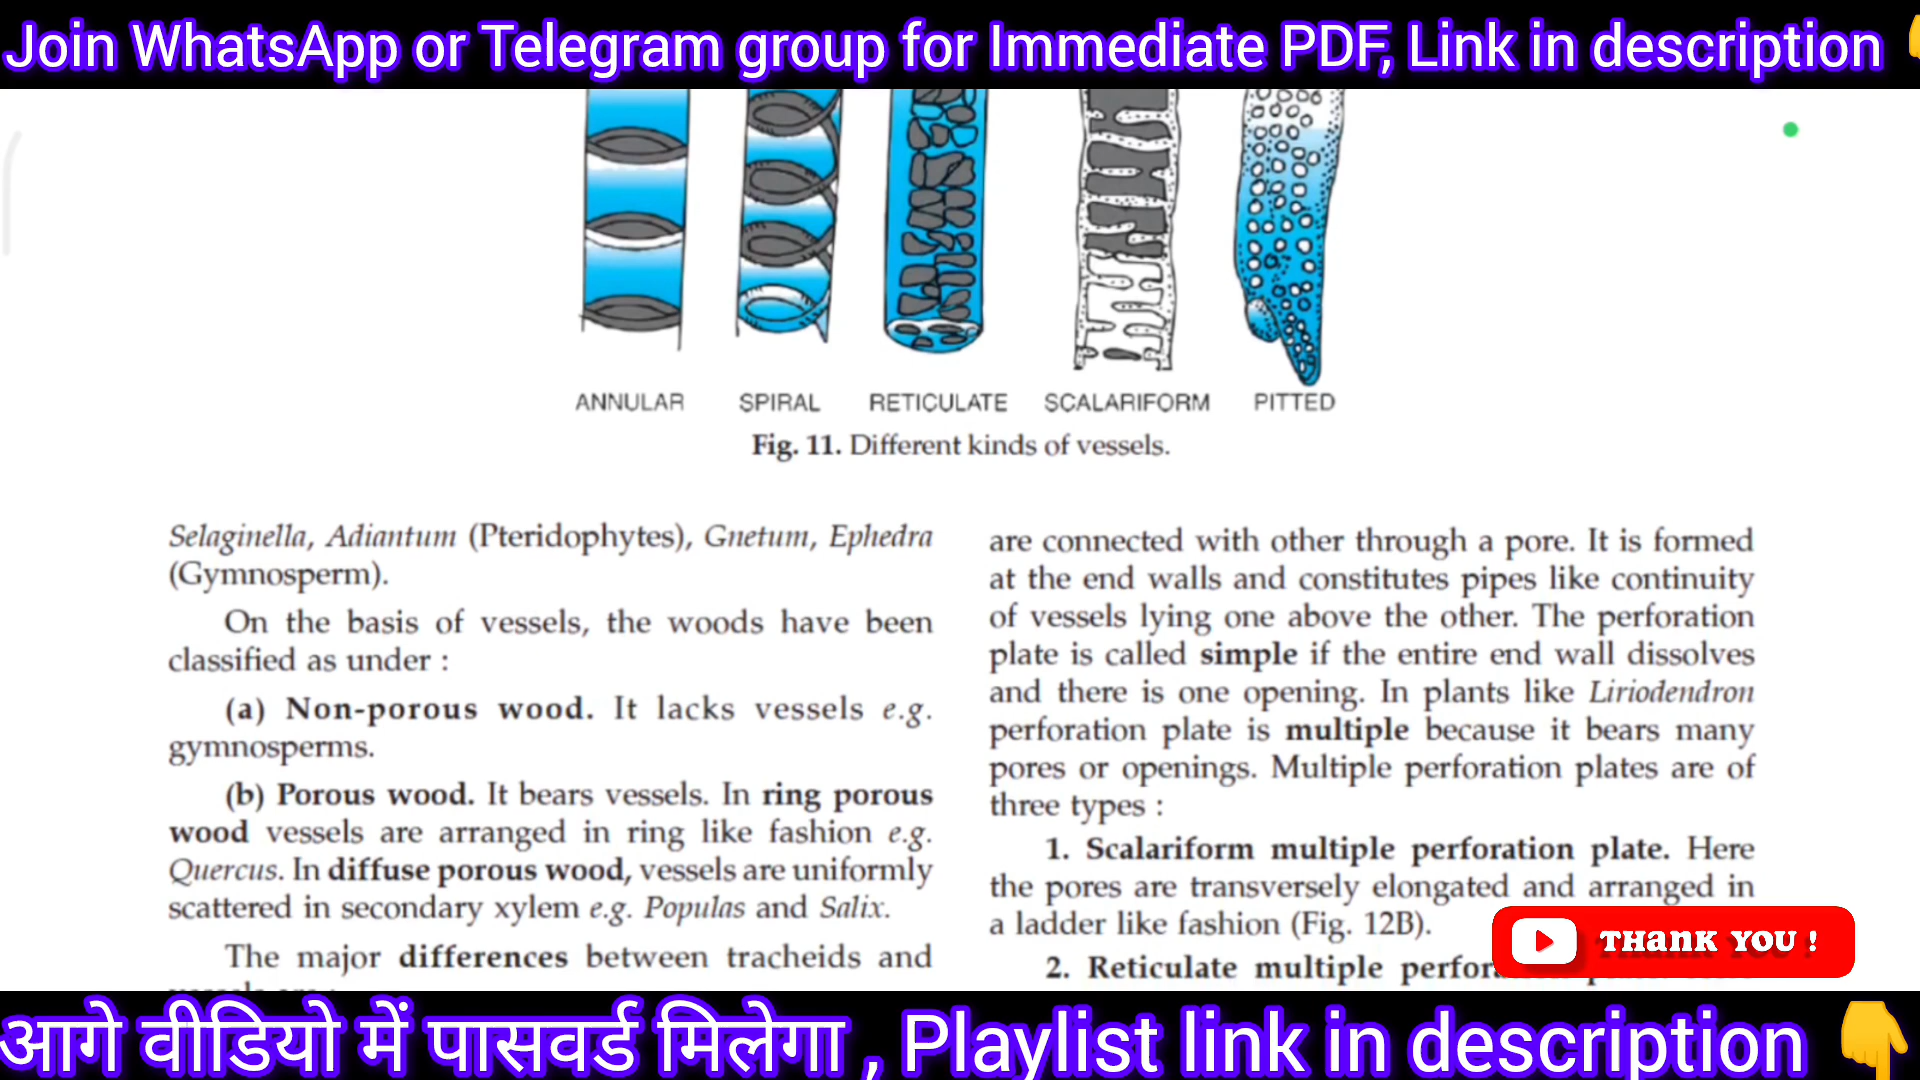 Join WhatsApp or Telegram group for Immediate PDF, Link in description
ANNULAR SPIRAL RETICULATE SCALARIFORM PITTED
Fig. 11. Different kinds of vessels.
Selaginella, Adiantum (Pteridophytes), Gnetum, Ephedra
(Gymnosperm).
On the basis of vessels, the woods have been
classified as under :
(a) Non-porous wood. It lacks vessels e.g.
gymnosperms.
(b) Porous wood. It bears vessels. In ring porous
wood vessels are arranged in ring like fashion e.g.
Quercus. In diffuse porous wood, vessels are uniformly
scattered in secondary xylem e.g. Populas and Salix.
The major differences between tracheids and
are connected with other through a pore. It is formed
at the end walls and constitutes pipes like continuity
of vessels lying one above the other. The perforation
plate is called simple if the entire end wall dissolves
and there is one opening. In plants like Liriodendron
perforation plate is multiple because it bears many
pores or openings. Multiple perforation plates are of
three types :
1. Scalariform multiple perforation plate. Here
the pores are transversely elongated and arranged in
a ladder like fashion (Fig. 12B).
2. Reticulate multiple
THANK YOU !
आगे वीडियो में पासवर्ड मिलेगा , Playlist link in description